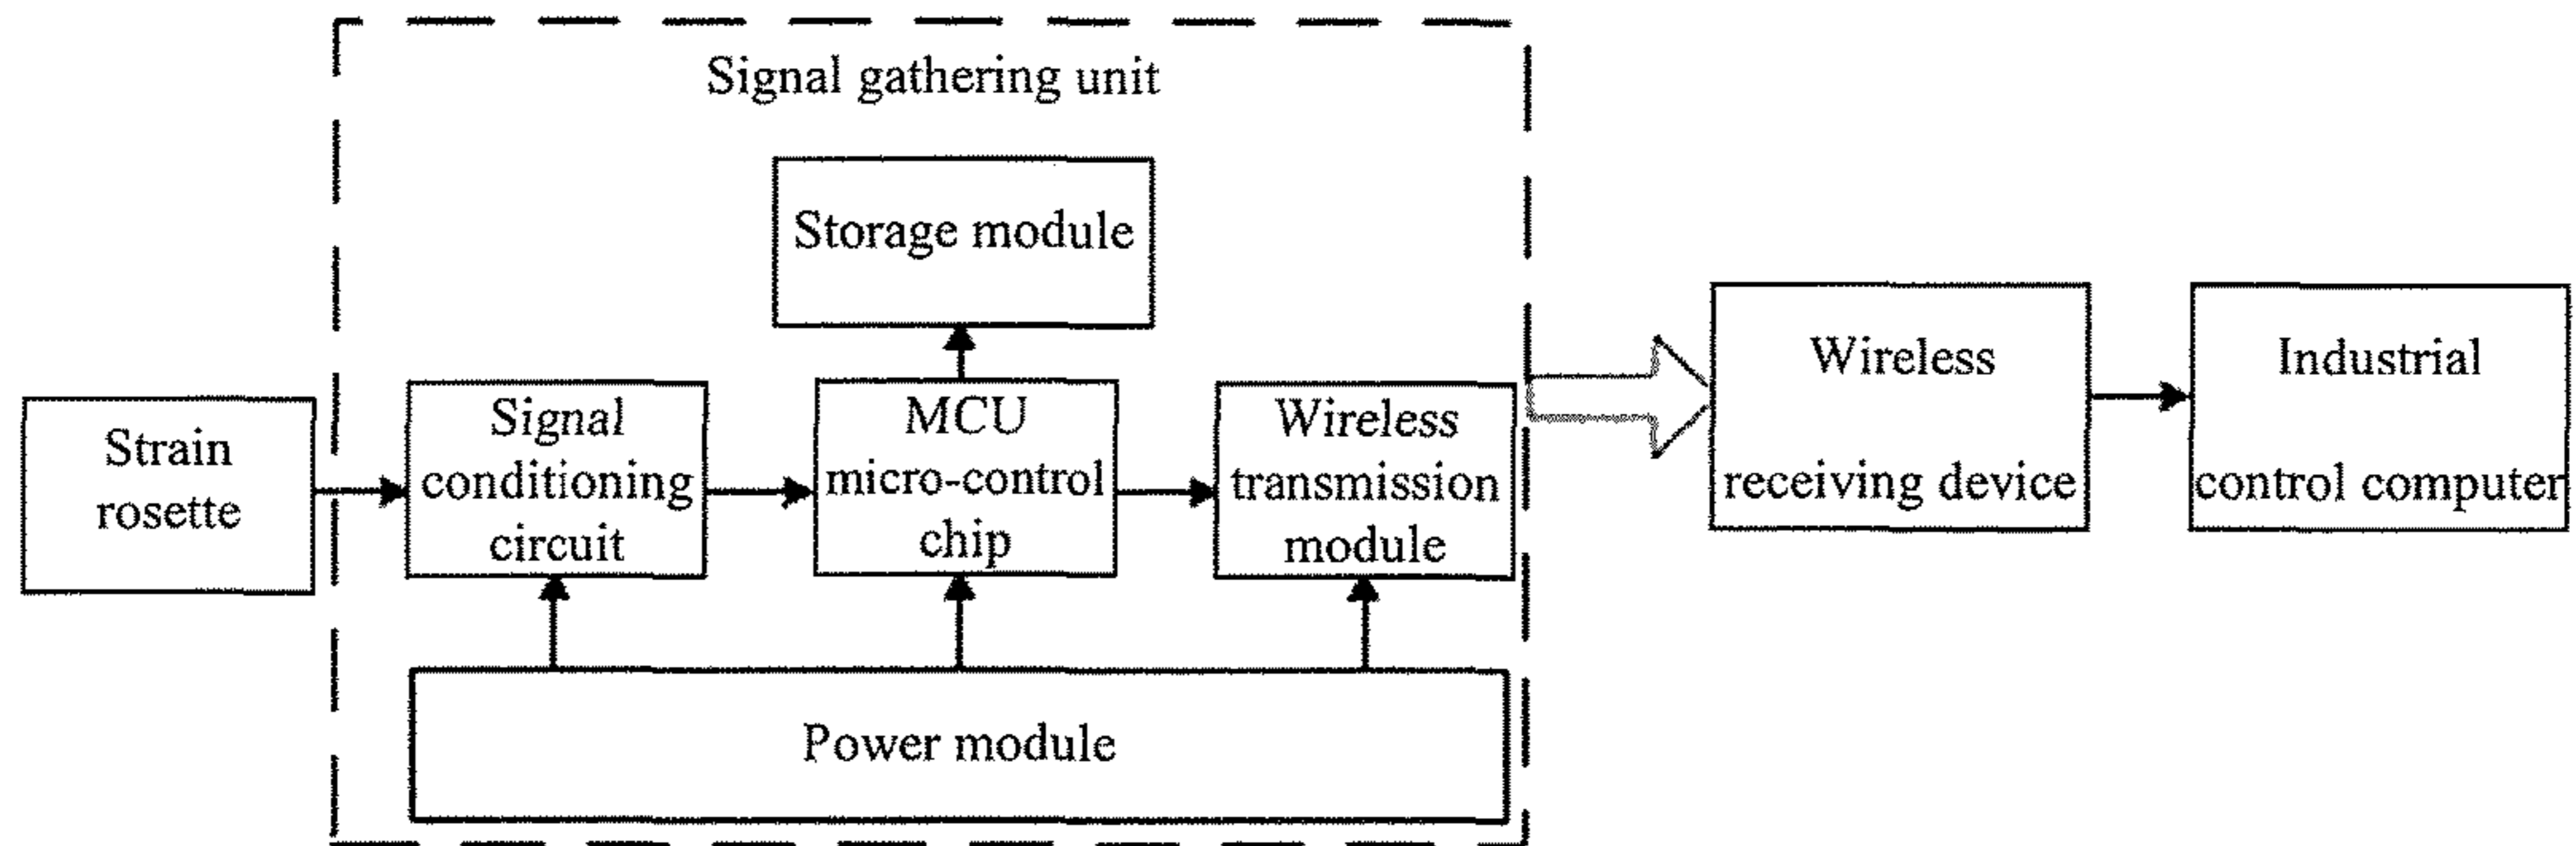 Signal gathering unit
Storage module
Strain
rosette
Signal
conditioning
circuit
MCU
micro-control
chip
Wireless
transmission
module
Wireless
receiving device
Industrial
control computer
Power module